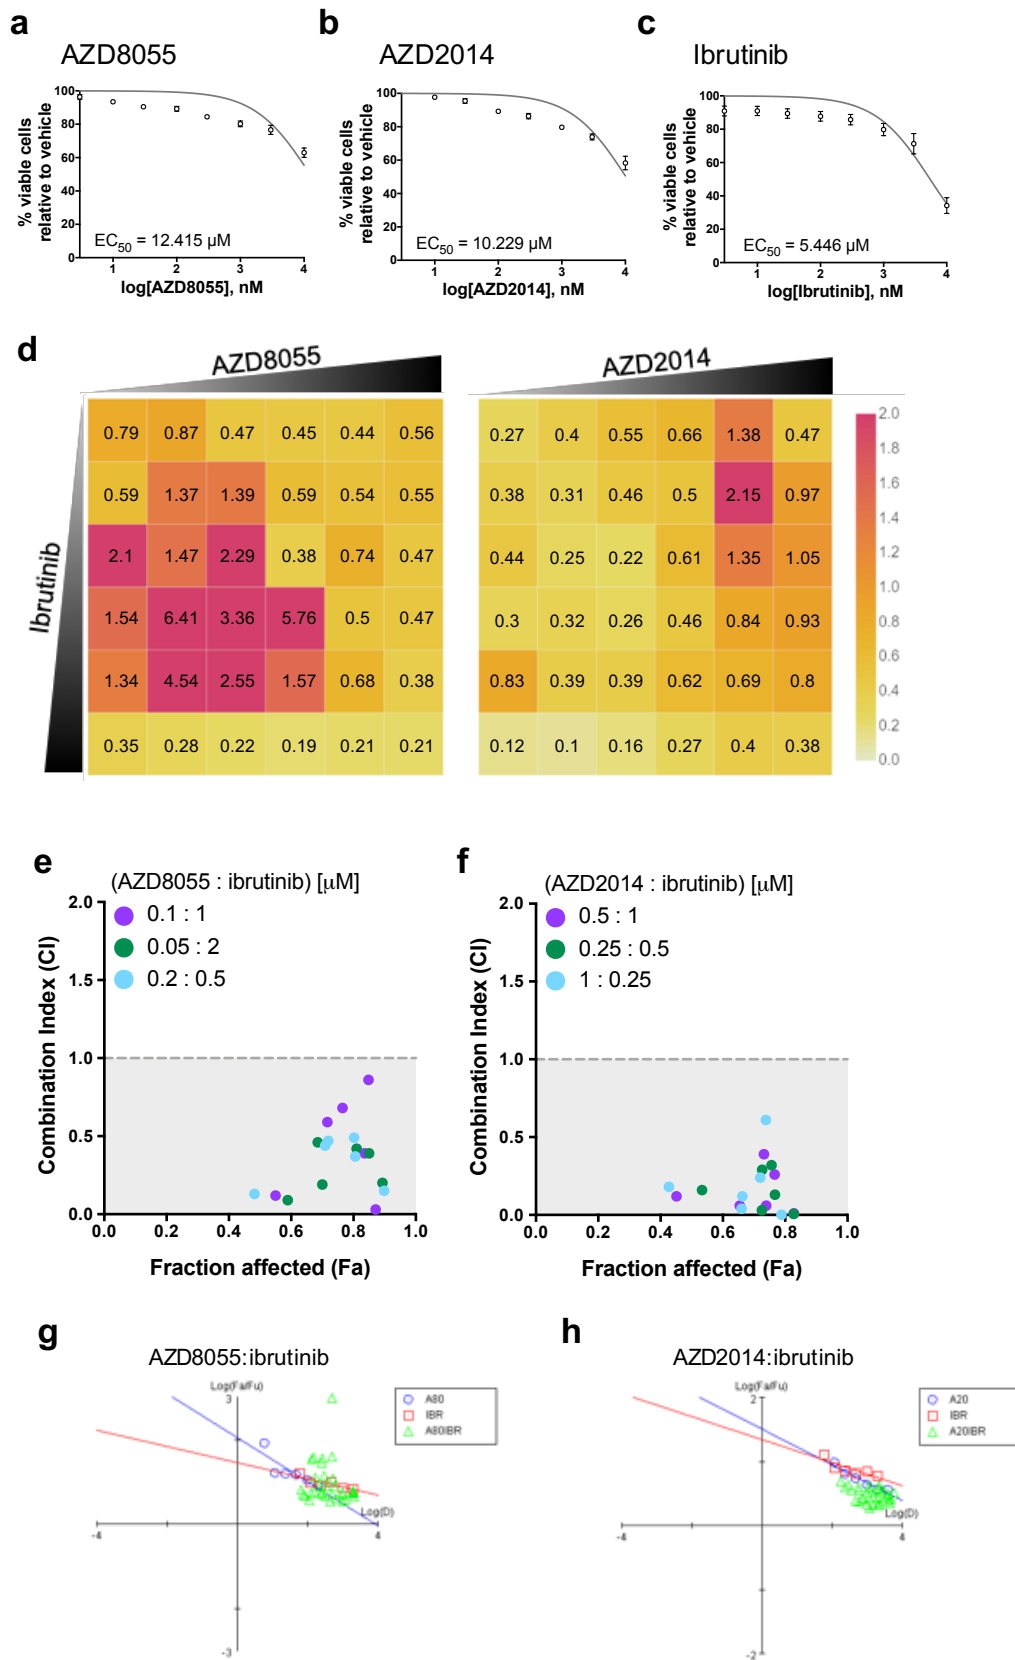 a
AZD8055
% viable cells
relative to vehicle
100
80
60
40
20
0
EC50 = 12.415 µM
1 2 3 4
log[AZD8055], nM
b
AZD2014
% viable cells
relative to vehicle
100
80
60
40
20
0
EC50 = 10.229 µM
1 2 3 4
log[AZD2014], nM
c
Ibrutinib
% viable cells
relative to vehicle
100
80
60
40
20
0
EC50 = 5.446 µM
1 2 3 4
log[Ibrutinib], nM
d
AZD8055
Ibrutinib
0.79 0.87 0.47 0.45 0.44 0.56
0.59 1.37 1.39 0.59 0.54 0.55
2.1 1.47 2.29 0.38 0.74 0.47
1.54 6.41 3.36 5.76 0.5 0.47
1.34 4.54 2.55 1.57 0.68 0.38
0.35 0.28 0.22 0.19 0.21 0.21
AZD2014
0.27 0.4 0.55 0.66 1.38 0.47
0.38 0.31 0.46 0.5 2.15 0.97
0.44 0.25 0.22 0.61 1.35 1.05
0.3 0.32 0.26 0.46 0.84 0.93
0.83 0.39 0.39 0.62 0.69 0.8
0.12 0.1 0.16 0.27 0.4 0.38
2.0
1.8
1.6
1.4
1.2
1.0
0.8
0.6
0.4
0.2
0.0
e
(AZD8055 : ibrutinib) [µM]
0.1 : 1
0.05 : 2
0.2 : 0.5
Combination Index (CI)
2.0
1.5
1.0
0.5
0.0
0.0 0.2 0.4 0.6 0.8 1.0
Fraction affected (Fa)
f
(AZD2014 : ibrutinib) [µM]
0.5 : 1
0.25 : 0.5
1 : 0.25
Combination Index (CI)
2.0
1.5
1.0
0.5
0.0
0.0 0.2 0.4 0.6 0.8 1.0
Fraction affected (Fa)
g
AZD8055:ibrutinib
Log(Fa/Fu)
3
A80
IBR
A80IBR
Log(D)
-4
4
-3
h
AZD2014:ibrutinib
Log(Fa/Fu)
2
A20
IBR
A20IBR
Log(D)
-4
4
-2